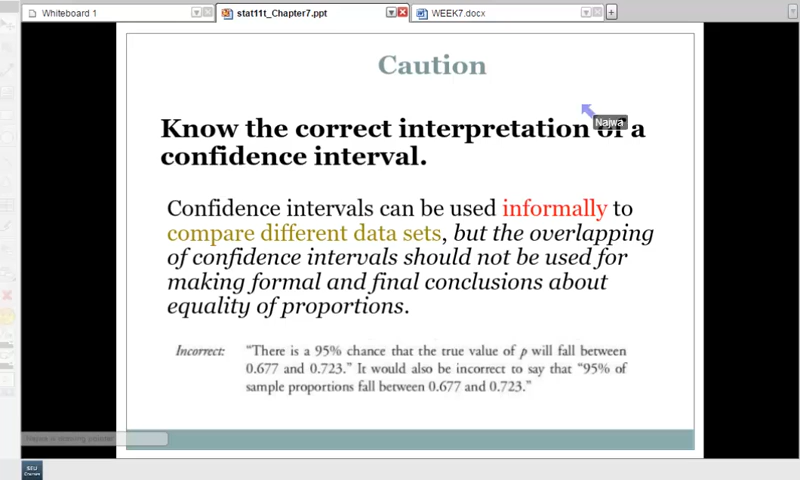 Whiteboard 1
stat11t_Chapter7.ppt
WEEK7.docx
Caution
Najwa
Know the correct interpretation of a
confidence interval.
Confidence intervals can be used informally to
compare different data sets, but the overlapping
of confidence intervals should not be used for
making formal and final conclusions about
equality of proportions.
Incorrect: "There is a 95% chance that the true value of p will fall between
0.677 and 0.723." It would also be incorrect to say that "95% of
sample proportions fall between 0.677 and 0.723."
SEU